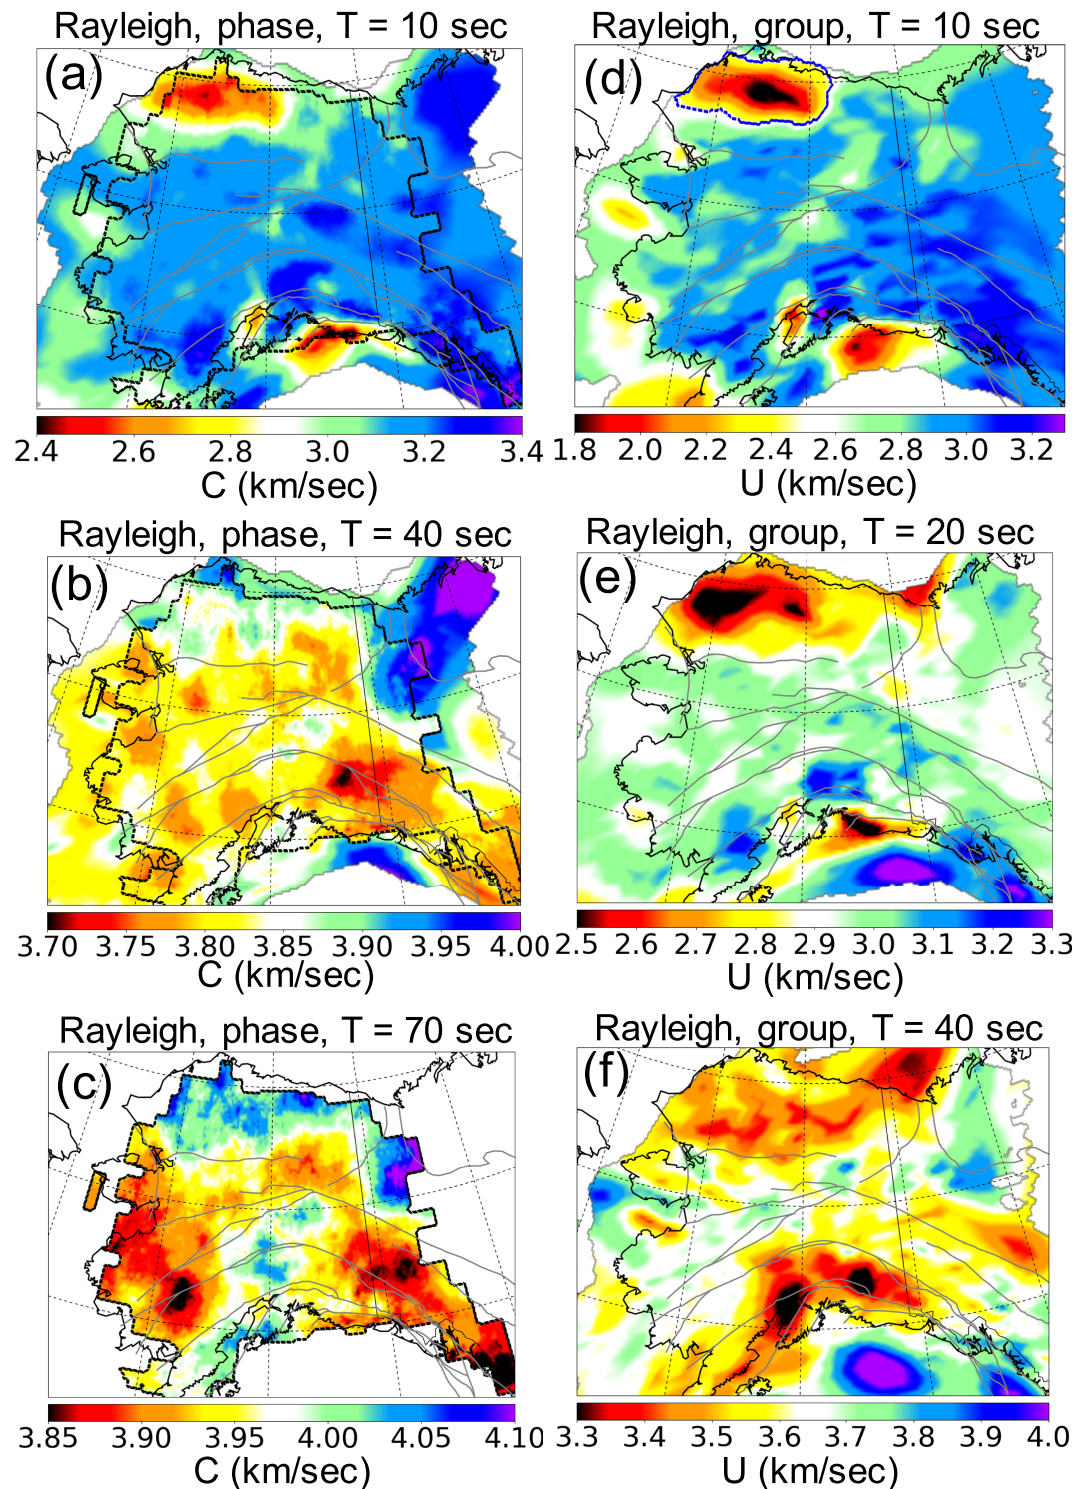 Rayleigh, phase, T = 10 sec
(a)
2.4 2.6 2.8 3.0 3.2 3.4
C (km/sec)
Rayleigh, group, T = 10 sec
(d)
1.8 2.0 2.2 2.4 2.6 2.8 3.0 3.2
U (km/sec)
Rayleigh, phase, T = 40 sec
(b)
3.70 3.75 3.80 3.85 3.90 3.95 4.00
C (km/sec)
Rayleigh, group, T = 20 sec
(e)
2.5 2.6 2.7 2.8 2.9 3.0 3.1 3.2 3.3
U (km/sec)
Rayleigh, phase, T = 70 sec
(c)
3.85 3.90 3.95 4.00 4.05 4.10
C (km/sec)
Rayleigh, group, T = 40 sec
(f)
3.3 3.4 3.5 3.6 3.7 3.8 3.9 4.0
U (km/sec)